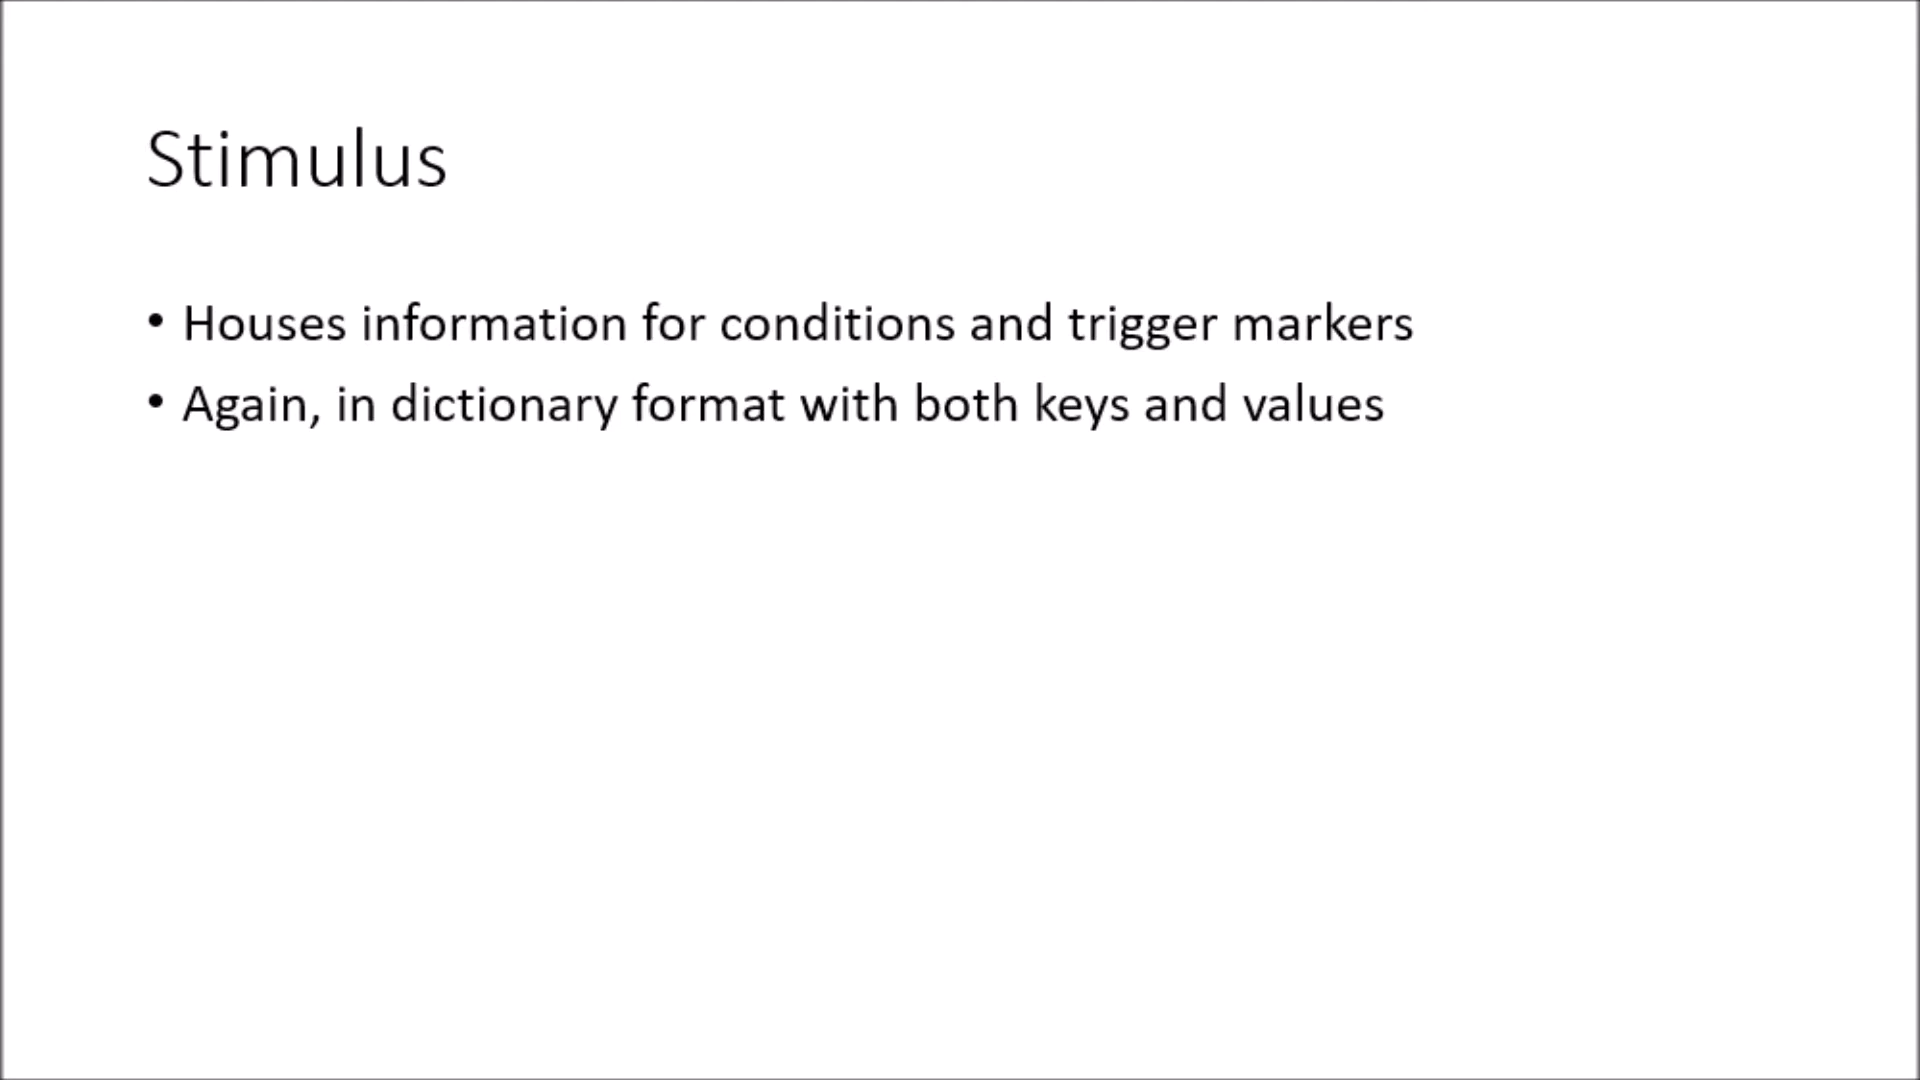 Stimulus
• Houses information for conditions and trigger markers
• Again, in dictionary format with both keys and values